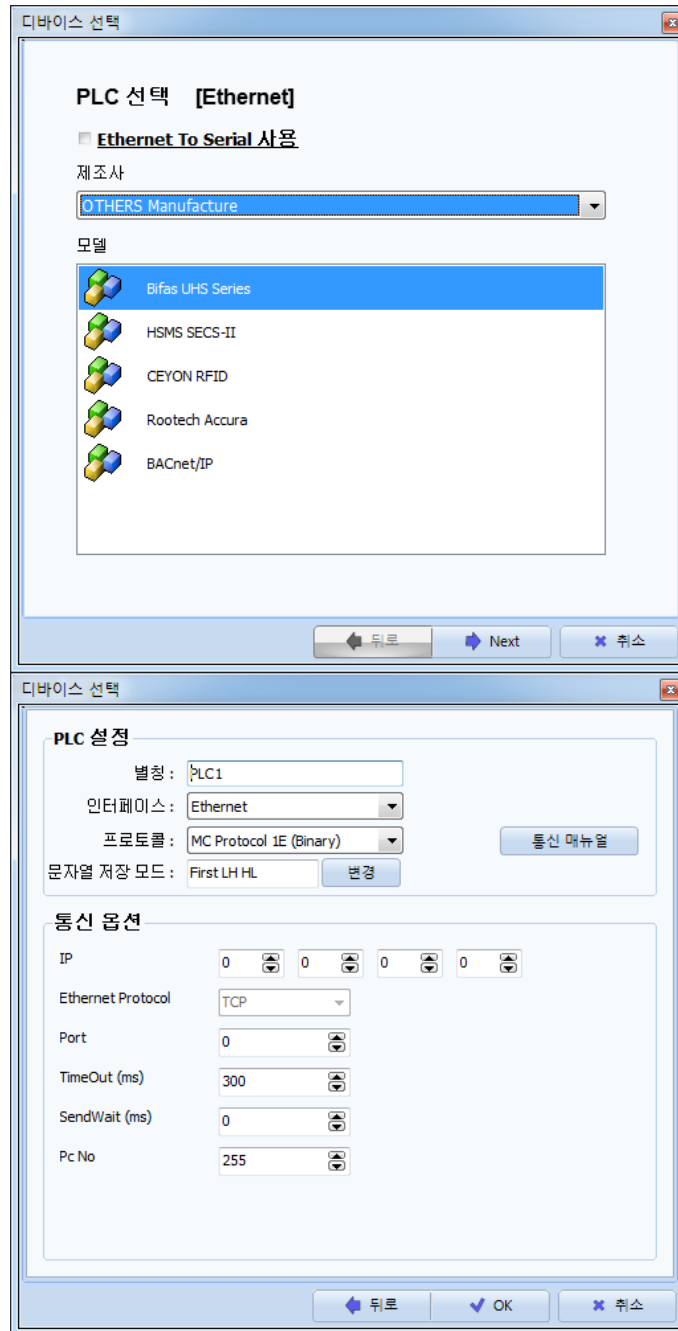 디바이스 선택
PLC 선택 [Ethernet]
Ethernet To Serial 사용
제조사
OTHERS Manufacture
모델
Bifas UHS Series
HSMS SECS-II
CEYON RFID
Rootech Accura
BACnet/IP
뒤로 Next 취소
디바이스 선택
PLC 설정
별칭 : PLC1
인터페이스 : Ethernet
프로토콜 : MC Protocol 1E (Binary) 통신 매뉴얼
문자열 저장 모드 : First LH HL 변경
통신 옵션
IP 0 0 0 0
Ethernet Protocol TCP
Port 0
TimeOut (ms) 300
SendWait (ms) 0
Pc No 255
뒤로 OK 취소